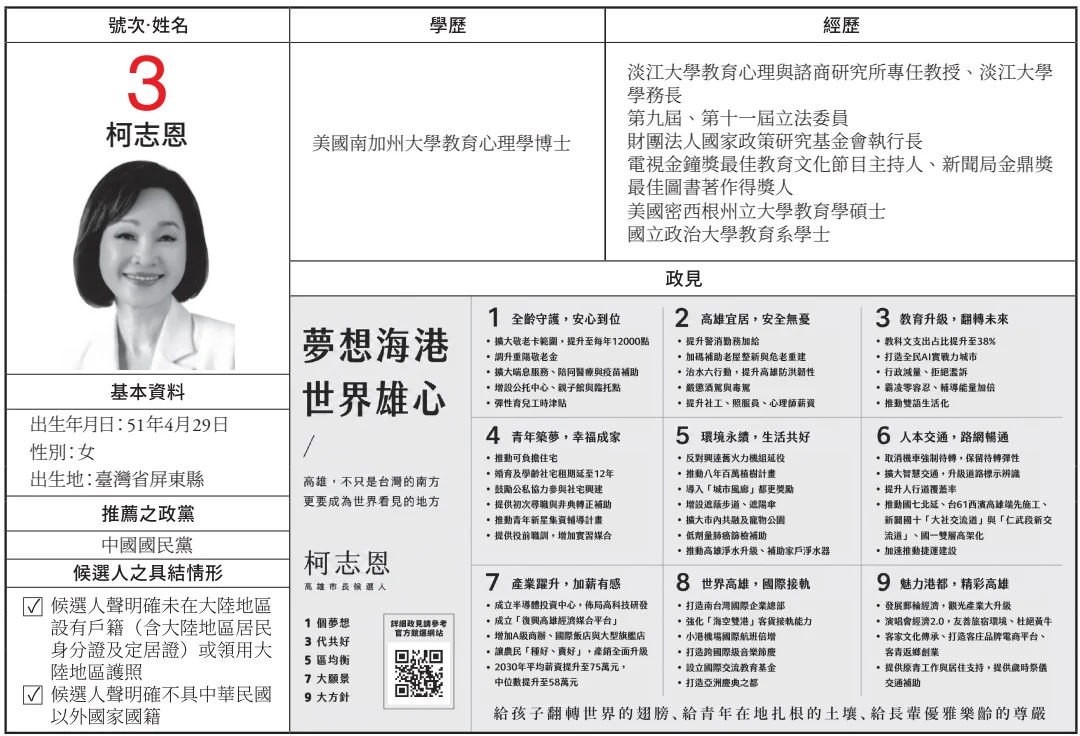 號次·姓名
3
柯志恩
基本資料
出生年月日：51年4月29日
性別：女
出生地：臺灣省屏東縣
推薦之政黨
中國國民黨
候選人之具結情形
☑ 候選人聲明確未在大陸地區
設有戶籍（含大陸地區居民
身分證及定居證）或領用大
陸地區護照
☑ 候選人聲明確不具中華民國
以外國家國籍
學歷
美國南加州大學教育心理學博士
經歷
淡江大學教育心理與諮商研究所專任教授、淡江大學
學務長
第九屆、第十一屆立法委員
財團法人國家政策研究基金會執行長
電視金鐘獎最佳教育文化節目主持人、新聞局金鼎獎
最佳圖書著作得獎人
美國密西根州立大學教育學碩士
國立政治大學教育系學士
政見
夢想海港
世界雄心
/
高雄，不只是台灣的南方
更要成為世界看見的地方
柯志恩
高雄市長候選人
1 個夢想
3 代共好
5 區均衡
7 大願景
9 大方針
詳細政見請參考
官方競選網站
1 全齡守護，安心到位
• 擴大敬老卡範圍，提升至每年12000點
• 調升重陽敬老金
• 擴大喘息服務、陪同醫療與疫苗補助
• 增設公托中心、親子館與臨托點
• 彈性育兒工時津貼
2 高雄宜居，安全無憂
• 提升警消勤務加給
• 加碼補助老屋整新與危老重建
• 治水六行動，提升高雄防洪韌性
• 嚴懲酒駕與毒駕
• 提升社工、照服員、心理師薪資
3 教育升級，翻轉未來
• 教科文支出占比提升至38%
• 打造全民AI實戰力城市
• 行政減量、拒絕濫訴
• 霸凌零容忍、輔導能量加倍
• 推動雙語生活化
4 青年築夢，幸福成家
• 推動可負擔住宅
• 婚育及學齡社宅租期延至12年
• 鼓勵公私協力參與社宅興建
• 提供初次尋職與非典轉正補助
• 推動青年新星集資輔導計畫
• 提供役前職訓，增加實習媒合
5 環境永續，生活共好
• 反對興達舊火力機組延役
• 推動八年百萬植樹計畫
• 導入「城市風廊」都更獎勵
• 增設遮蔭步道、遮陽傘
• 擴大市內共融及寵物公園
• 低劑量肺癌篩檢補助
• 推動高雄淨水升級、補助家戶淨水器
6 人本交通，路網暢通
• 取消機車強制待轉，保留待轉彈性
• 擴大智慧交通，升級道路標示辨識
• 提升人行道覆蓋率
• 推動國七北延、台61西濱高雄端先施工、
新闢國十「大社交流道」與「仁武段新交
流道」、國一雙層高架化
• 加速推動捷運建設
7 產業躍升，加薪有感
• 成立半導體投資中心，佈局高科技研發
• 成立「復興高雄經濟媒合平台」
• 增加A級商辦、國際飯店與大型旗艦店
• 讓農民「種好、賣好」，產銷全面升級
• 2030年平均薪資提升至75萬元，
中位數提升至58萬元
8 世界高雄，國際接軌
• 打造南台灣國際企業總部
• 強化「海空雙港」客貨接軌能力
• 小港機場國際航班倍增
• 打造跨國際級音樂節慶
• 設立國際交流教育基金
• 打造亞洲慶典之都
9 魅力港都，精彩高雄
• 發展郵輪經濟，觀光產業大升級
• 演唱會經濟2.0，友善旅宿環境、杜絕黃牛
• 客家文化傳承、打造客庄品牌電商平台、
客青返鄉創業
• 提供原青工作與居住支持，提供歲時祭儀
交通補助
給孩子翻轉世界的翅膀、給青年在地扎根的土壤、給長輩優雅樂齡的尊嚴